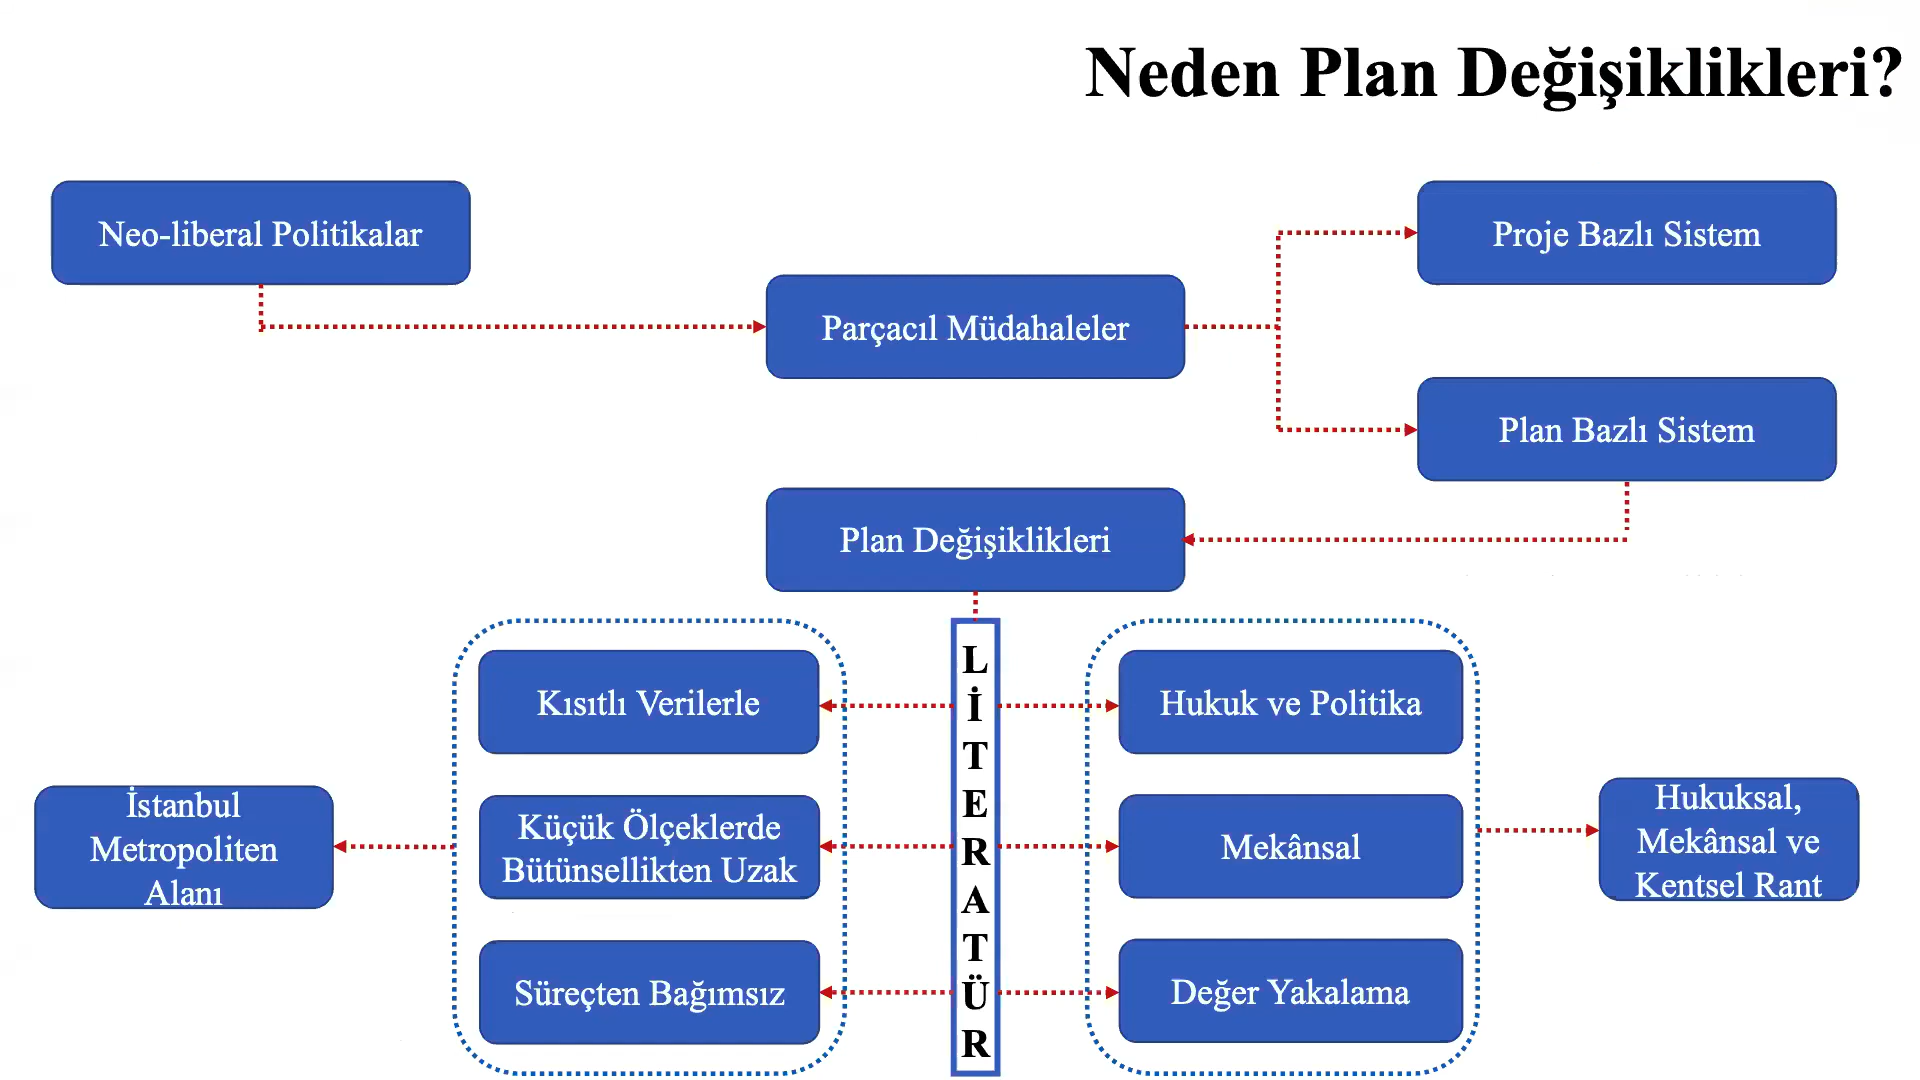 Neden Plan Değişiklikleri?
Neo-liberal Politikalar
Proje Bazlı Sistem
Parçacıl Müdahaleler
Plan Bazlı Sistem
Plan Değişiklikleri
LİTERATÜR
Kısıtlı Verilerle
Hukuk ve Politika
İstanbul
Metropoliten
Alanı
Küçük Ölçeklerde
Bütünsellikten Uzak
Mekânsal
Hukuksal,
Mekânsal ve
Kentsel Rant
Süreçten Bağımsız
Değer Yakalama